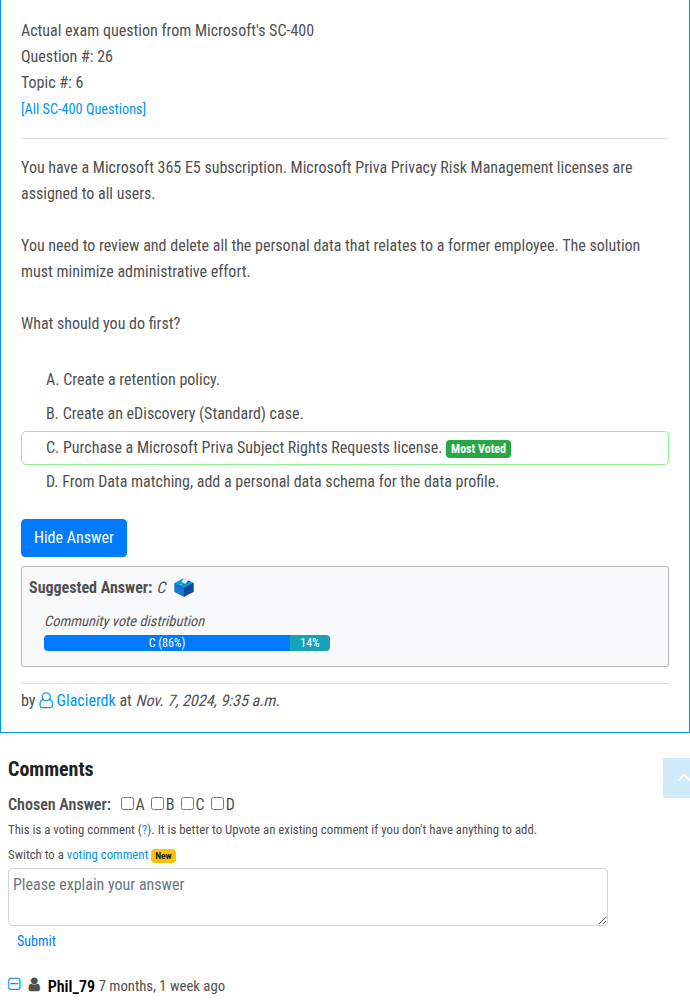 Actual exam question from Microsoft's SC-400
Question #: 26
Topic #: 6
[All SC-400 Questions]
You have a Microsoft 365 E5 subscription. Microsoft Priva Privacy Risk Management licenses are
assigned to all users.
You need to review and delete all the personal data that relates to a former employee. The solution
must minimize administrative effort.
What should you do first?
A. Create a retention policy.
B. Create an eDiscovery (Standard) case.
C. Purchase a Microsoft Priva Subject Rights Requests license. Most Voted
D. From Data matching, add a personal data schema for the data profile.
Hide Answer
Suggested Answer: C
Community vote distribution
C (86%) 14%
by Glacierdk at Nov. 7, 2024, 9:35 a.m.
Comments
Chosen Answer: A B C D
This is a voting comment (?). It is better to Upvote an existing comment if you don't have anything to add.
Switch to a voting comment New
Please explain your answer
Submit
Phil_79 7 months, 1 week ago